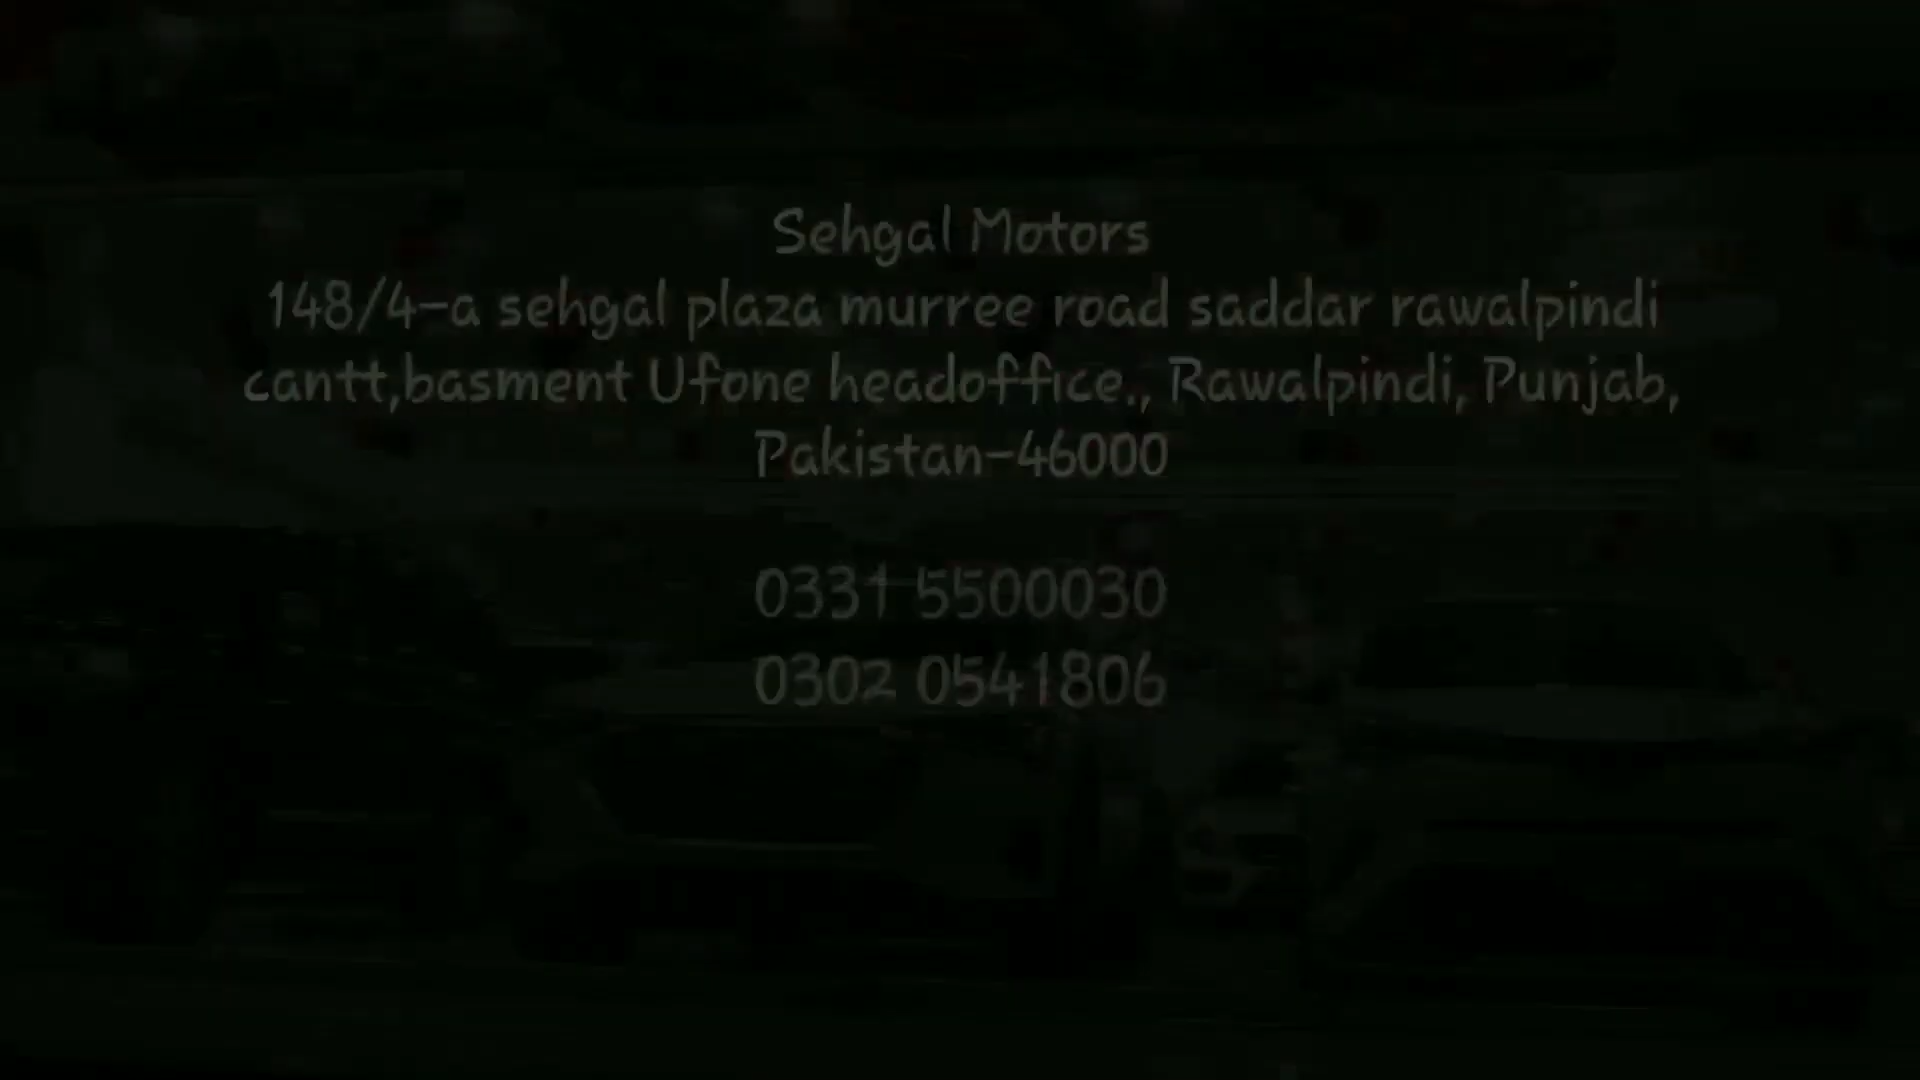 Sehgal Motors
148/4-a sehgal plaza murree road saddar rawalpindi
cantt,basment Ufone headoffice., Rawalpindi, Punjab,
Pakistan-46000
0331 5500030
0302 0541806